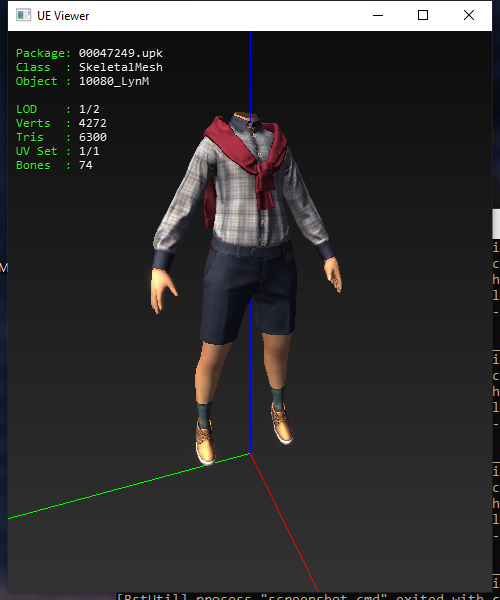 UE Viewer
Package: 00047249.upk
Class  : SkeletalMesh
Object : 10080_LynM
LOD    : 1/2
Verts  : 4272
Tris   : 6300
UV Set : 1/1
Bones  : 74
M
i
c
h
l
-
i
c
h
l
-
i
c
h
l
-
i
[BstUtil] process "screenshot.cmd" exited with c